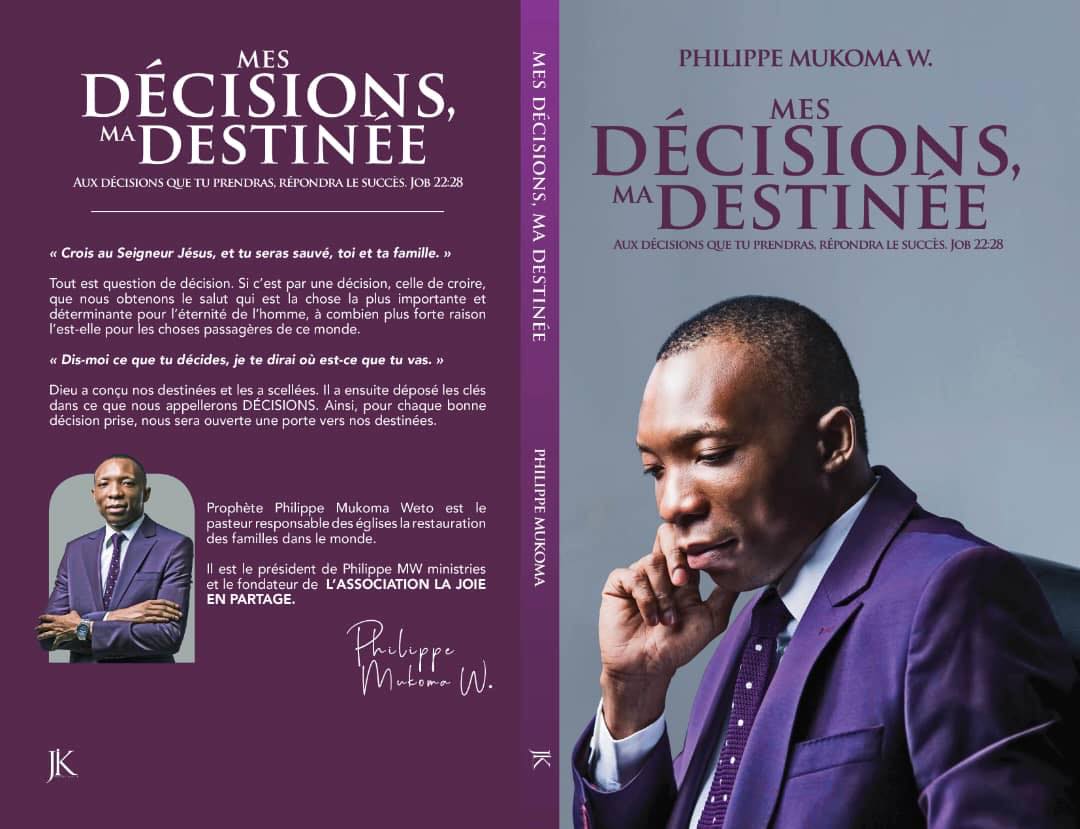 MES
DÉCISIONS,
MA DESTINÉE
AUX DÉCISIONS QUE TU PRENDRAS, RÉPONDRA LE SUCCÈS. JOB 22:28
« Crois au Seigneur Jésus, et tu seras sauvé, toi et ta famille. »
Tout est question de décision. Si c’est par une décision, celle de croire,
que nous obtenons le salut qui est la chose la plus importante et
déterminante pour l’éternité de l’homme, à combien plus forte raison
l’est-elle pour les choses passagères de ce monde.
« Dis-moi ce que tu décides, je te dirai où est-ce que tu vas. »
Dieu a conçu nos destinées et les a scellées. Il a ensuite déposé les clés
dans ce que nous appellerons DÉCISIONS. Ainsi, pour chaque bonne
décision prise, nous sera ouverte une porte vers nos destinées.
Prophète Philippe Mukoma Weto est le
pasteur responsable des églises la restauration
des familles dans le monde.
Il est le président de Philippe MW ministries
et le fondateur de L’ASSOCIATION LA JOIE
EN PARTAGE.
Philippe
Mukoma W.
JK
MES DÉCISIONS, MA DESTINÉE
PHILIPPE MUKOMA
JK
PHILIPPE MUKOMA W.
MES
DÉCISIONS,
MA DESTINÉE
AUX DÉCISIONS QUE TU PRENDRAS, RÉPONDRA LE SUCCÈS. JOB 22:28